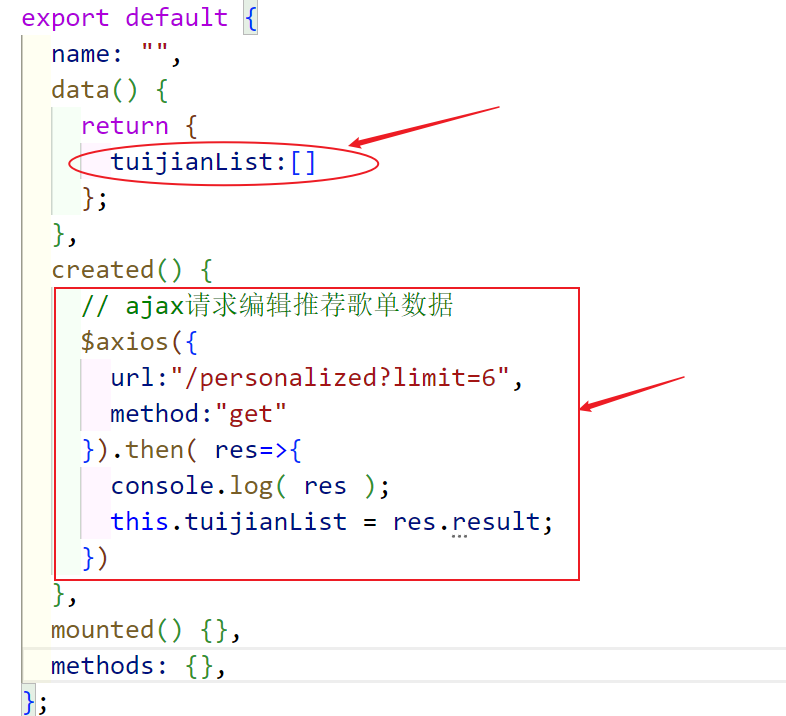 export default {
  name: "",
  data() {
    return {
      tuijianList:[]
    };
  },
  created() {
    // ajax请求编辑推荐歌单数据
    $axios({
      url:"/personalized?limit=6",
      method:"get"
    }).then( res=>{
      console.log( res );
      this.tuijianList = res.result;
    })
  },
  mounted() {},
  methods: {},
};